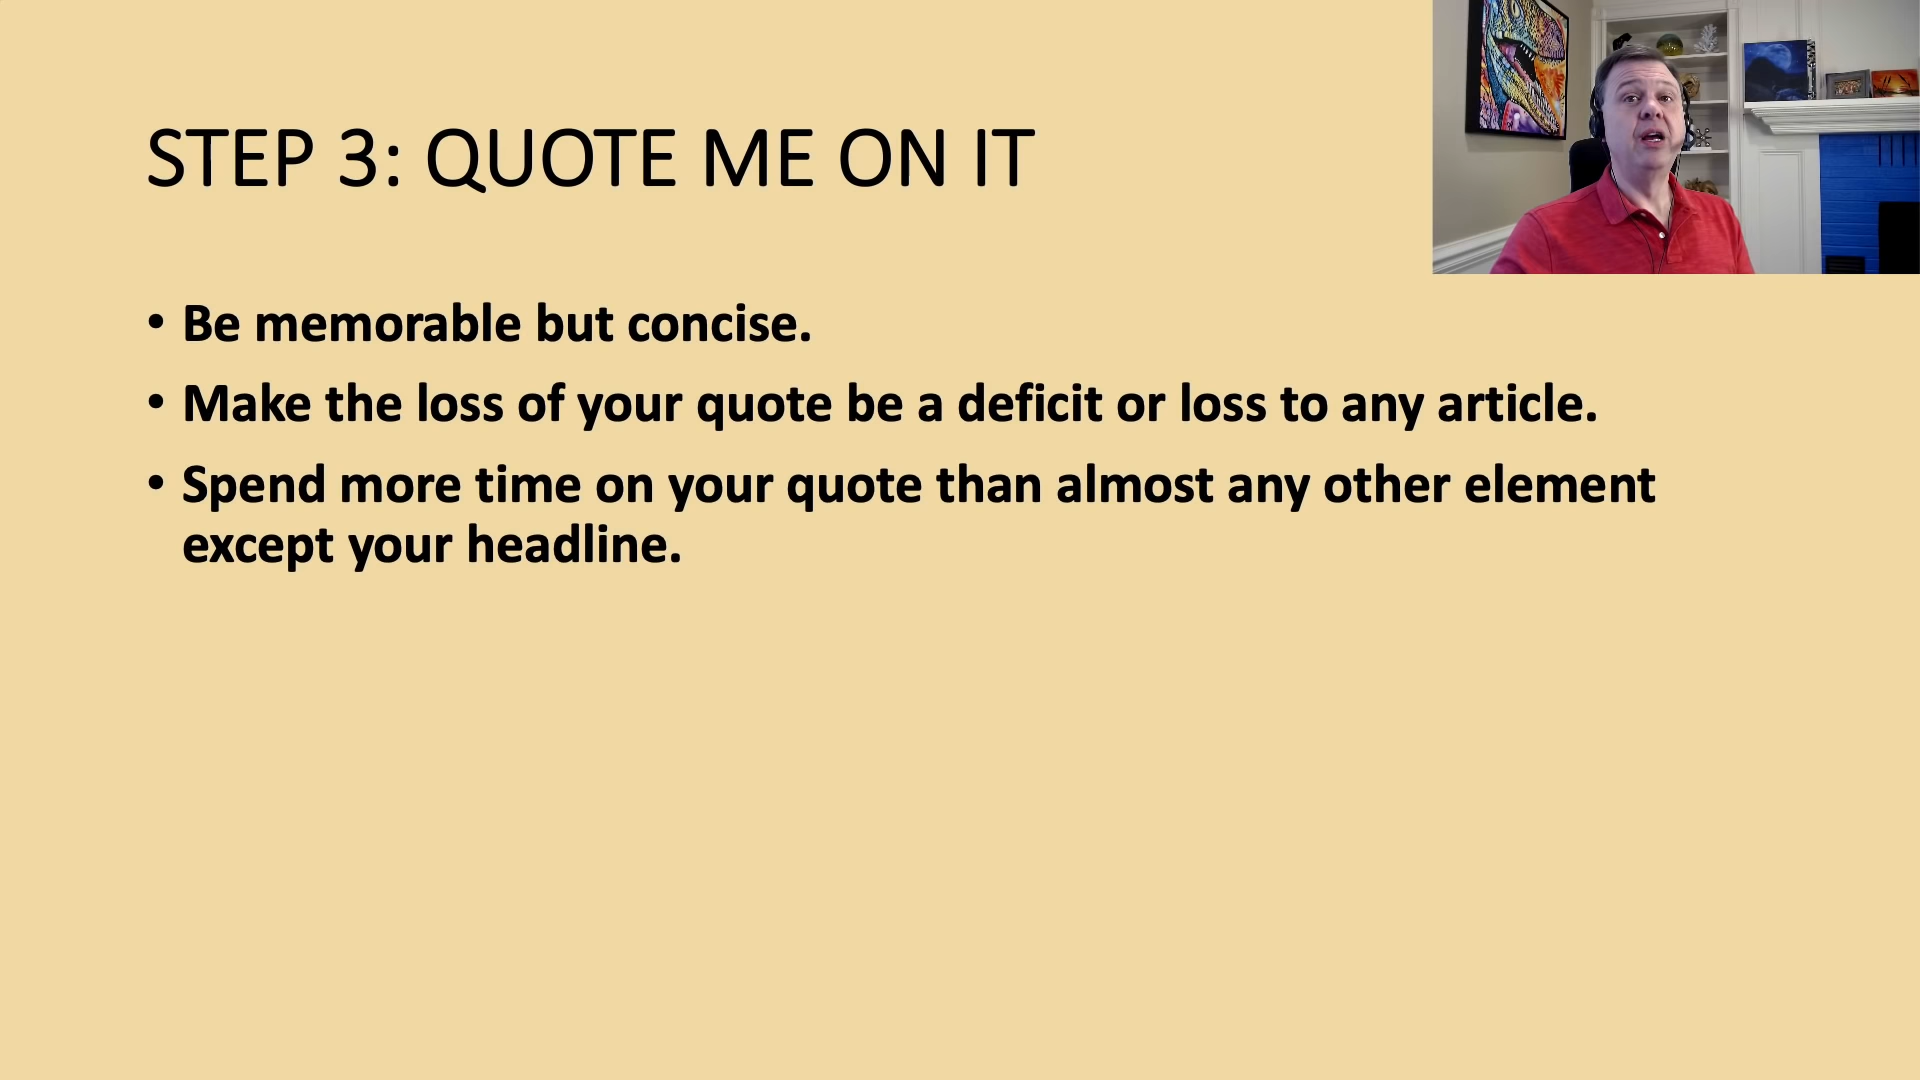 STEP 3: QUOTE ME ON IT
• Be memorable but concise.
• Make the loss of your quote be a deficit or loss to any article.
• Spend more time on your quote than almost any other element
except your headline.